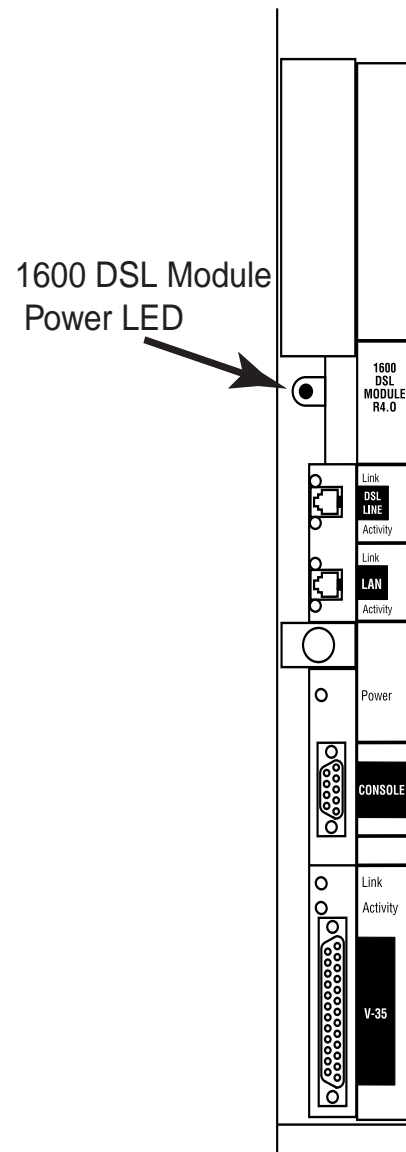 1600 DSL Module
Power LED
1600
DSL
MODULE
R4.0
Link
DSL
LINE
Activity
Link
LAN
Activity
Power
CONSOLE
Link
Activity
V-35